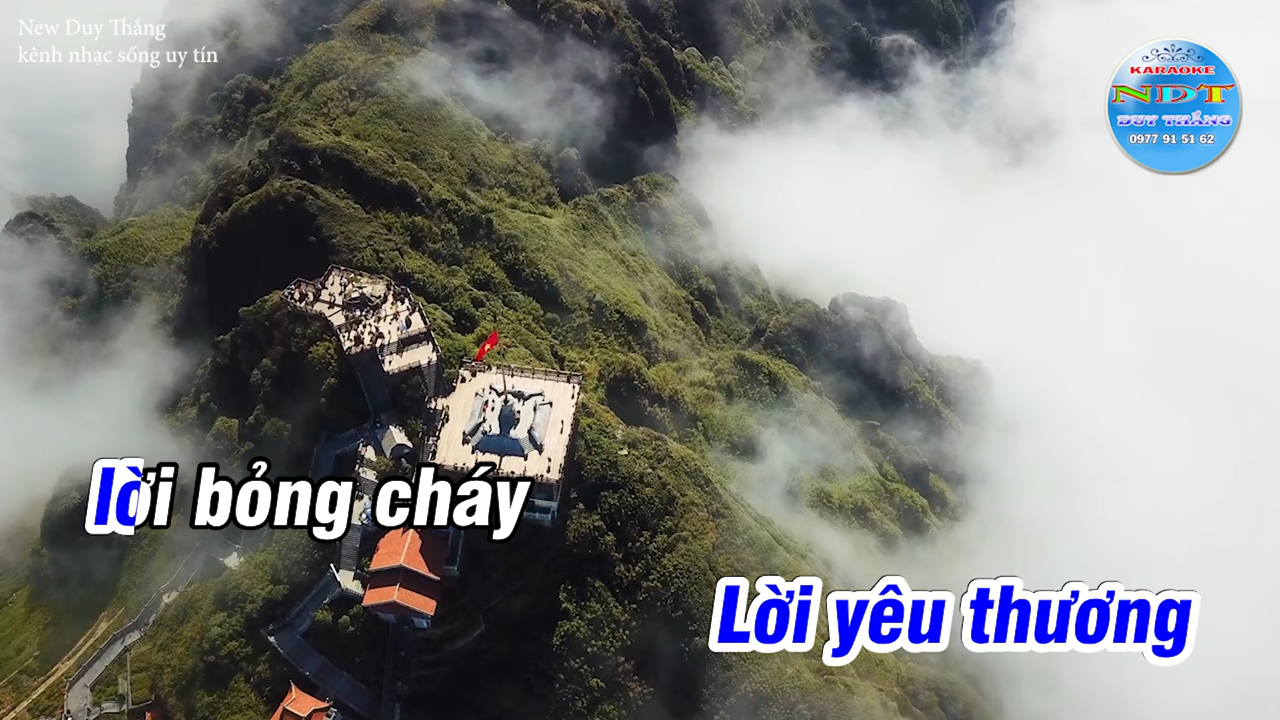 New Duy Thắng
kênh nhạc sống uy tín
KARAOKE
NDT
DUY THẮNG
0977 91 51 62
lời bỏng cháy
Lời yêu thương